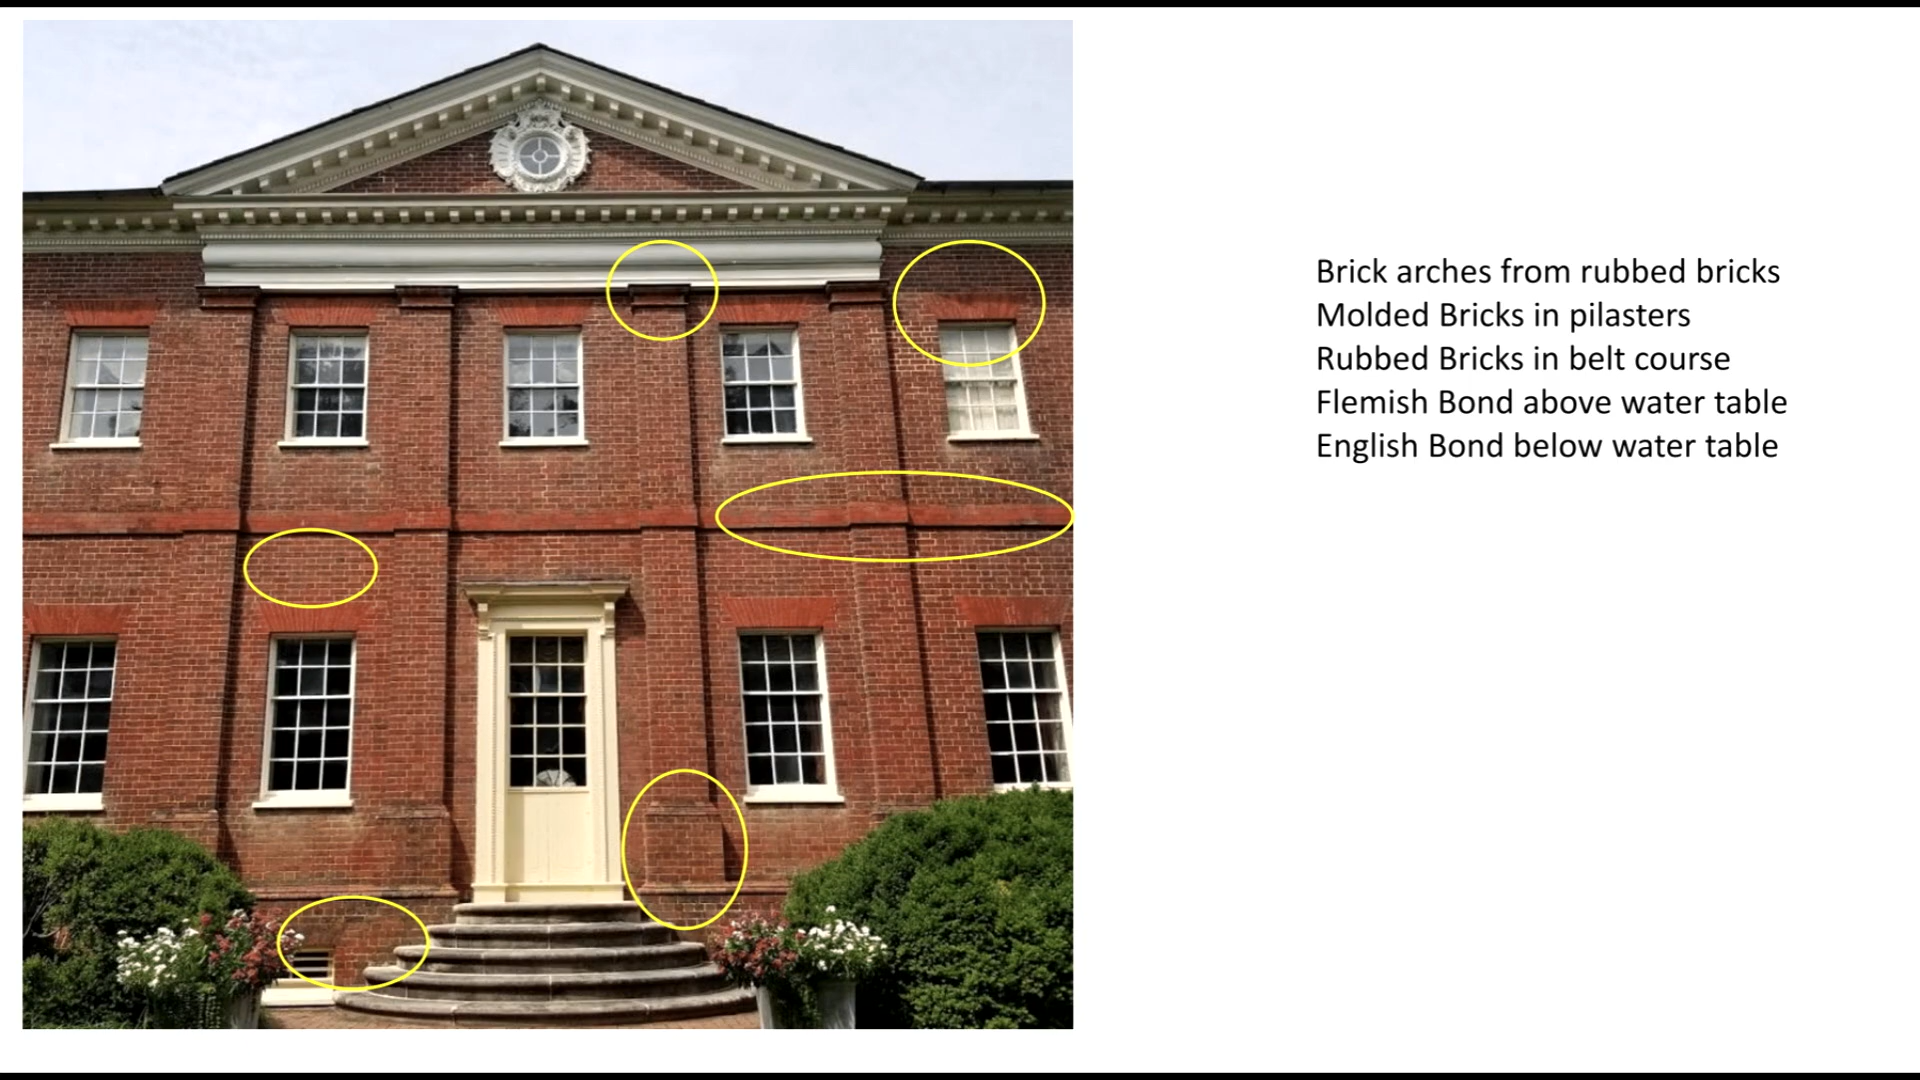 Brick arches from rubbed bricks
Molded Bricks in pilasters
Rubbed Bricks in belt course
Flemish Bond above water table
English Bond below water table